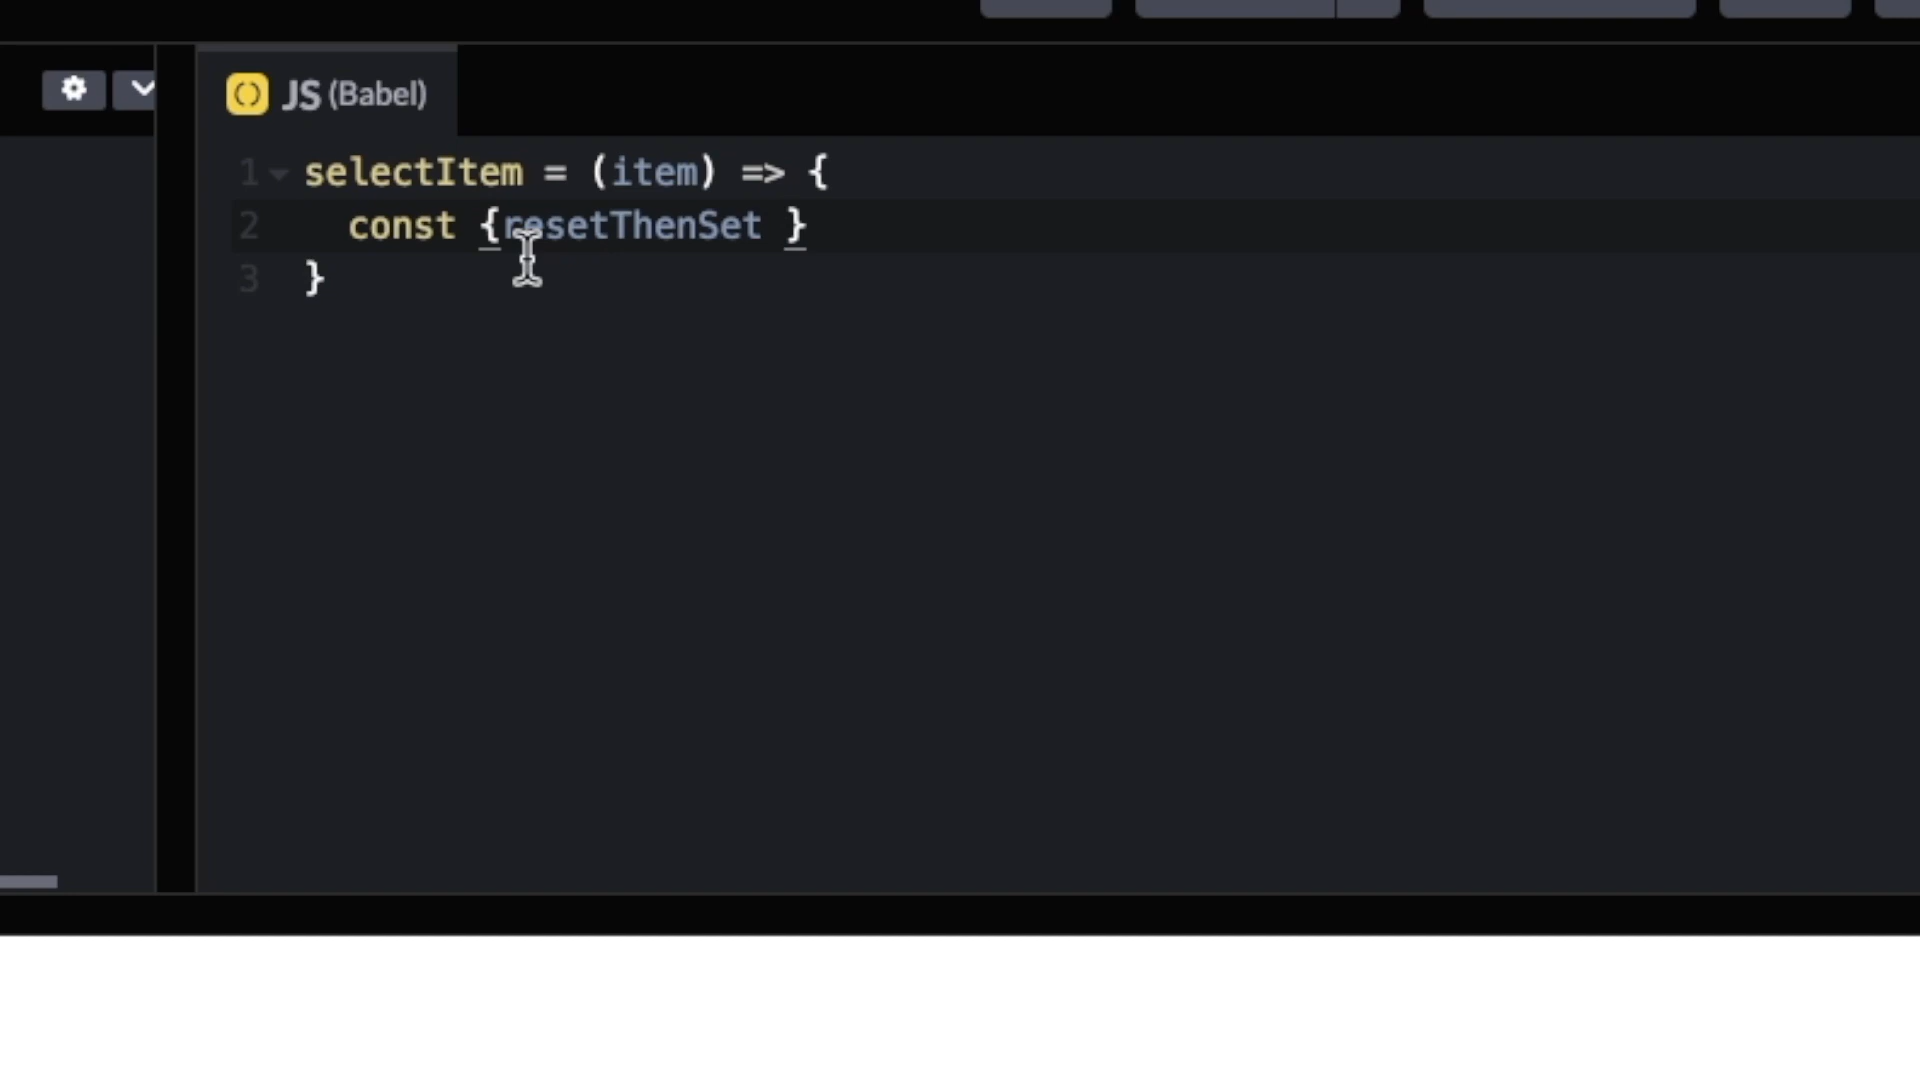 JS (Babel)
1 selectItem = (item) => {
2 const {resetThenSet }
3 }